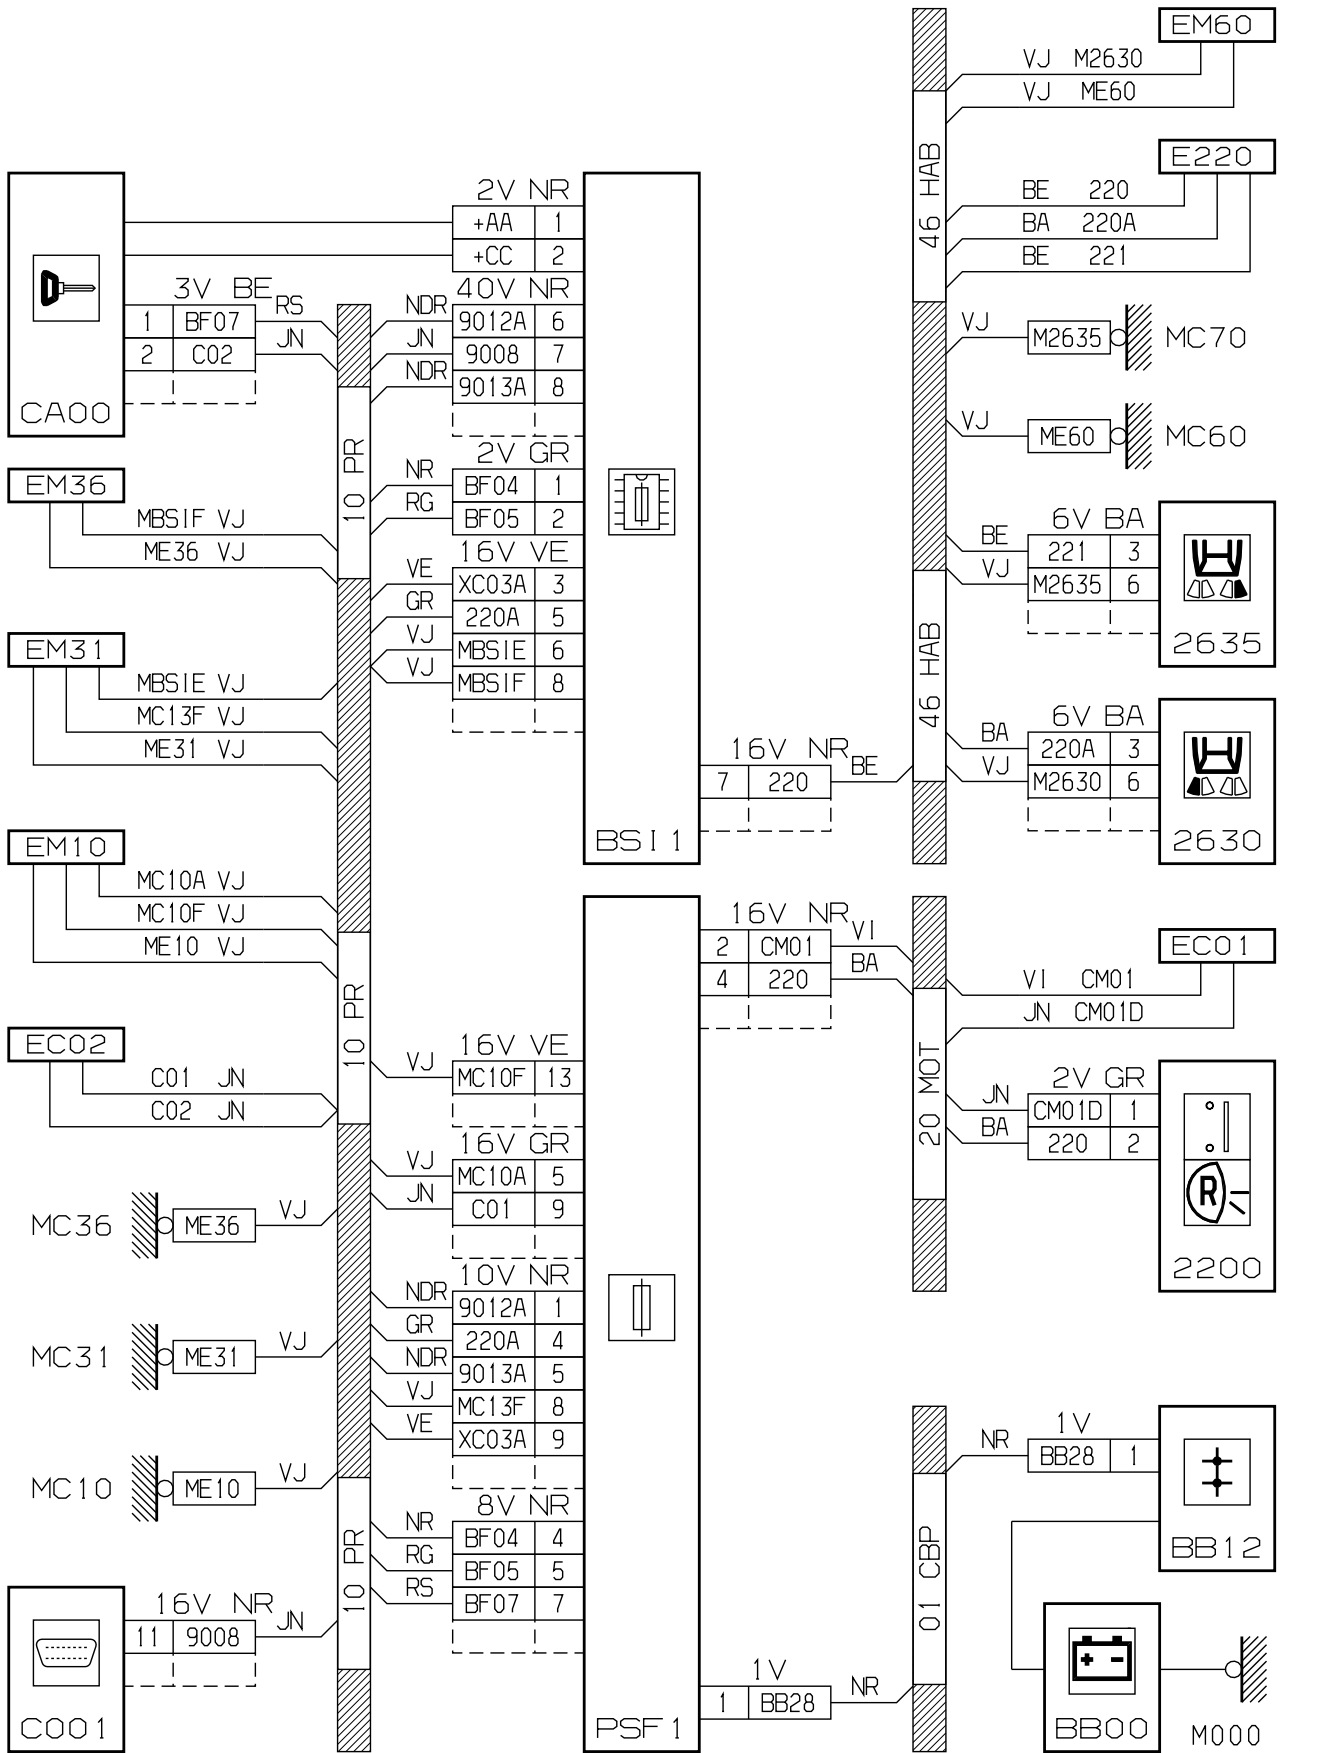 EM60
VJ M2630
VJ ME60
46 HAB
E220
BE 220
BA 220A
BE 221
VJ
M2635
MC70
VJ
ME60
MC60
6V BA
BE
221 3
VJ
M2635 6
2635
46 HAB
6V BA
BA
220A 3
VJ
M2630 6
2630
CA00
3V BE
1 BF07
RS
2 C02
JN
2V NR
+AA 1
+CC 2
40V NR
NDR
9012A 6
JN
9008 7
NDR
9013A 8
10 PR
2V GR
NR
BF04 1
RG
BF05 2
16V VE
VE
XC03A 3
GR
220A 5
VJ
MBSIE 6
VJ
MBSIF 8
16V NR
7 220
BE
BSI1
EM36
MBSIF VJ
ME36 VJ
EM31
MBSIE VJ
MC13F VJ
ME31 VJ
EM10
MC10A VJ
MC10F VJ
ME10 VJ
10 PR
EC02
C01 JN
C02 JN
MC36
ME36
VJ
MC31
ME31
VJ
MC10
ME10
VJ
10 PR
16V NR
11 9008
JN
C001
16V VE
VJ
MC10F 13
16V GR
VJ
MC10A 5
JN
C01 9
10V NR
NDR
9012A 1
GR
220A 4
NDR
9013A 5
VJ
MC13F 8
VE
XC03A 9
8V NR
NR
BF04 4
RG
BF05 5
RS
BF07 7
PSF1
16V NR
2 CM01
VI
4 220
BA
20 MOT
EC01
VI CM01
JN CM01D
2V GR
JN
CM01D 1
BA
220 2
R
2200
1V
1 BB28
NR
01 CBP
1V
NR
BB28 1
BB12
+ -
BB00
M000